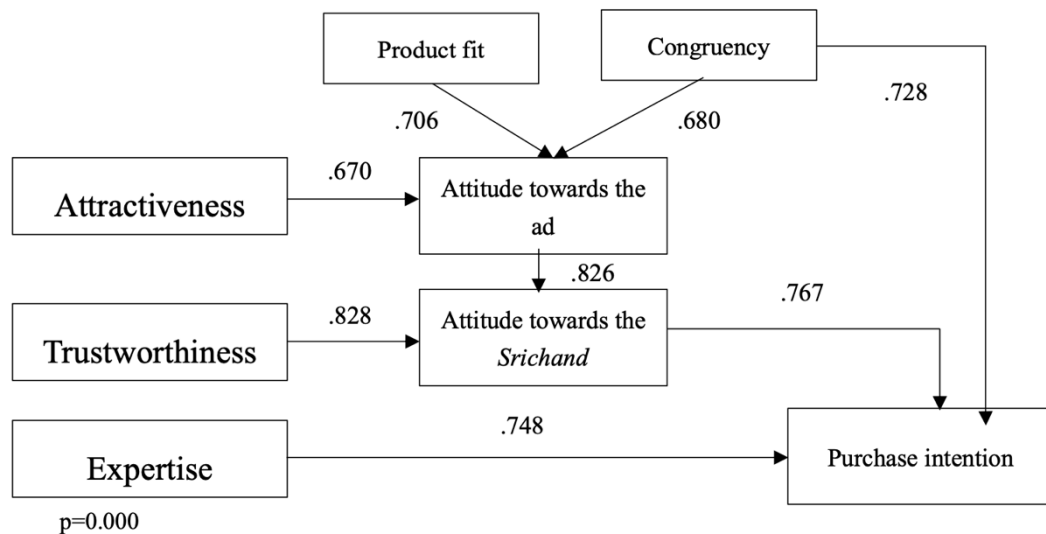 Product fit
Congruency
.728
.706
.680
.670
Attractiveness
Attitude towards the
ad
.826
.767
.828
Trustworthiness
Attitude towards the
Srichand
.748
Expertise
Purchase intention
p=0.000